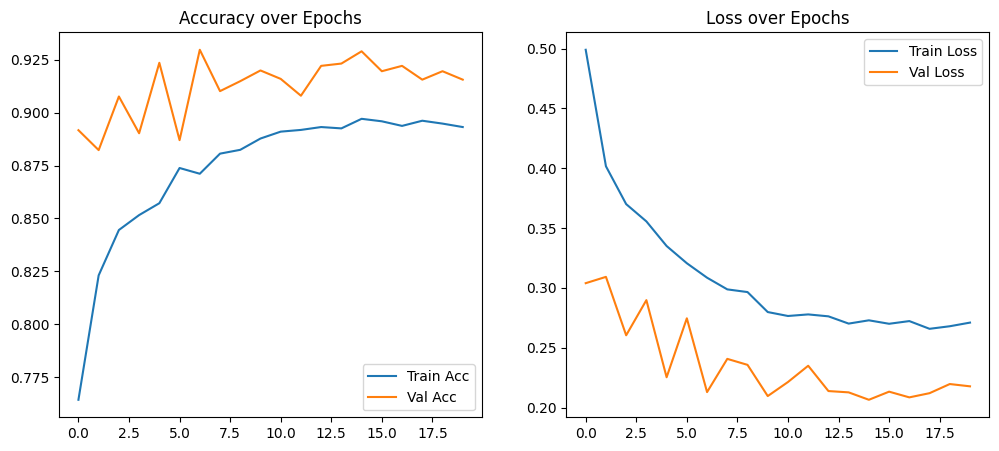 Accuracy over Epochs
0.925
0.900
0.875
0.850
0.825
0.800
0.775
Train Acc
Val Acc
0.0 2.5 5.0 7.5 10.0 12.5 15.0 17.5
Loss over Epochs
Train Loss
Val Loss
0.50
0.45
0.40
0.35
0.30
0.25
0.20
0.0 2.5 5.0 7.5 10.0 12.5 15.0 17.5